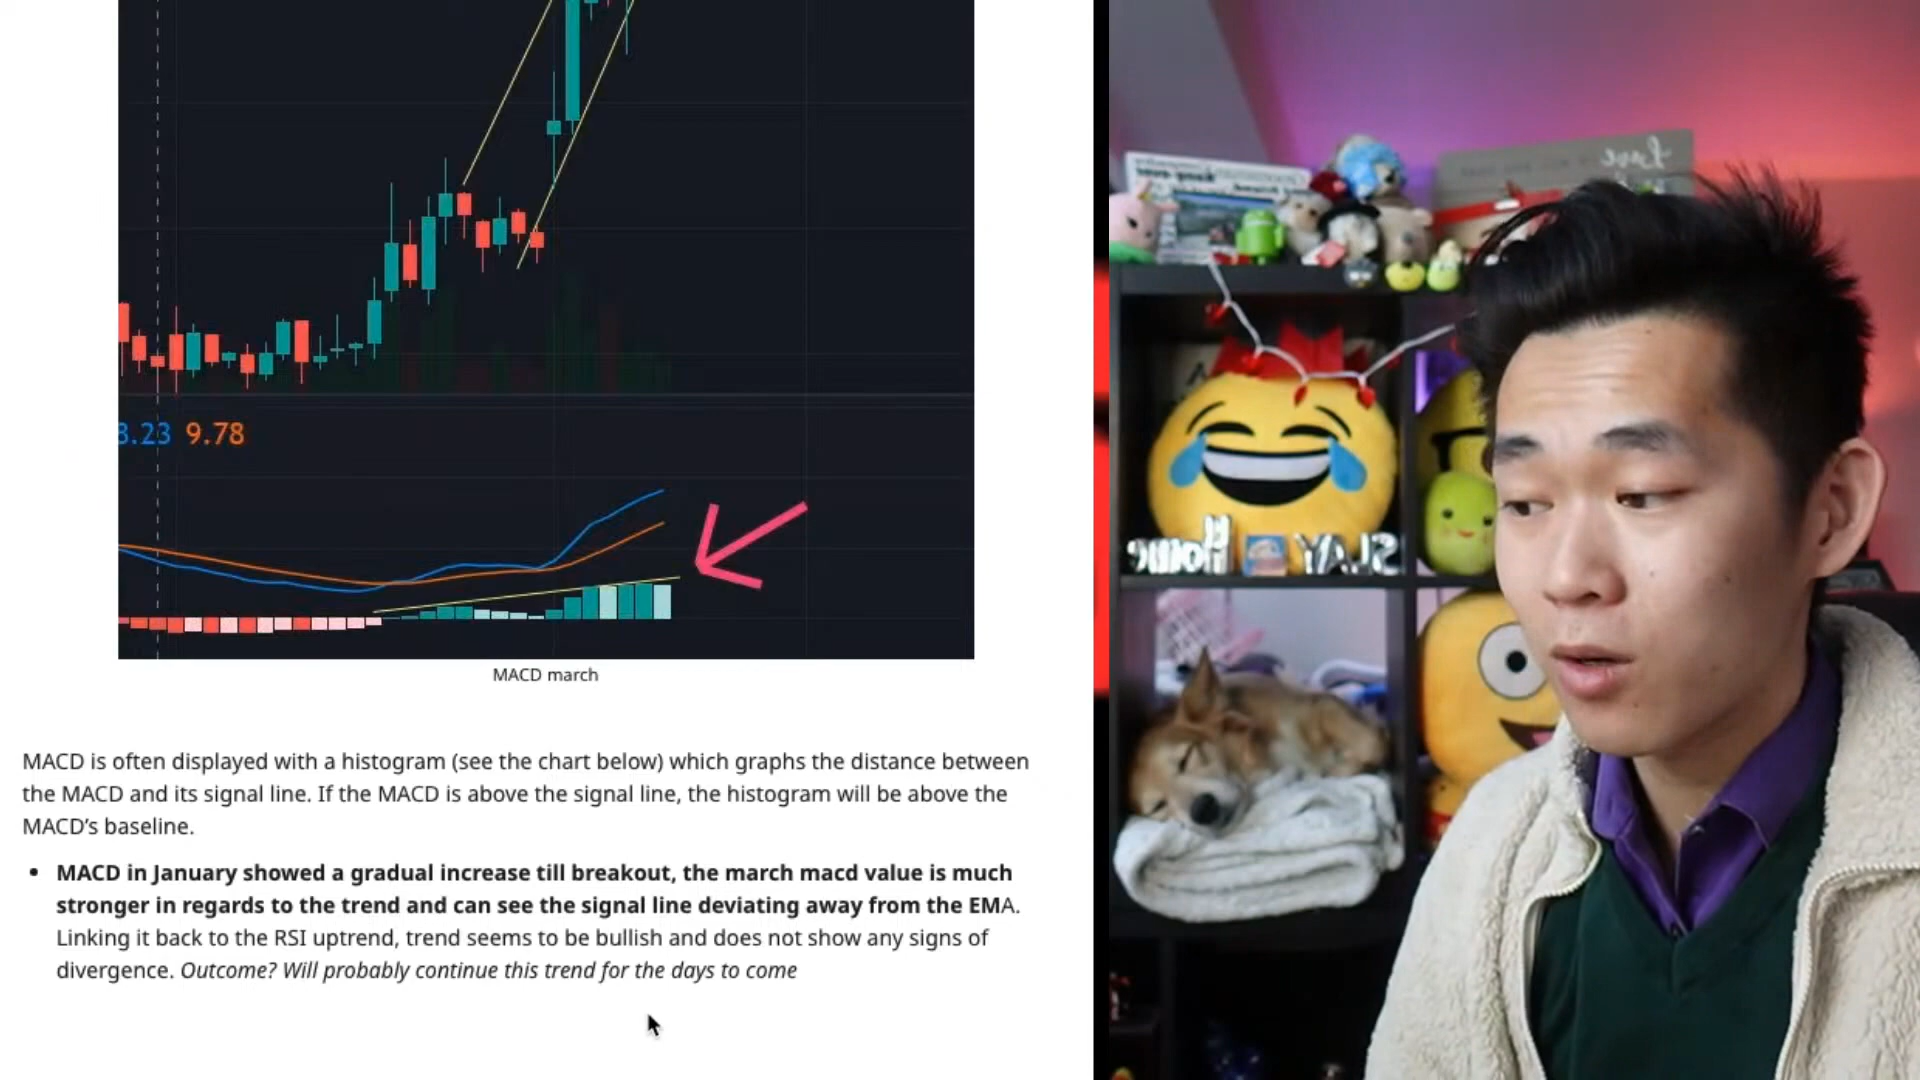 3.23 9.78
MACD march
MACD is often displayed with a histogram (see the chart below) which graphs the distance between
the MACD and its signal line. If the MACD is above the signal line, the histogram will be above the
MACD’s baseline.
• MACD in January showed a gradual increase till breakout, the march macd value is much
stronger in regards to the trend and can see the signal line deviating away from the EMA.
Linking it back to the RSI uptrend, trend seems to be bullish and does not show any signs of
divergence. Outcome? Will probably continue this trend for the days to come
Love
Home
SLAY